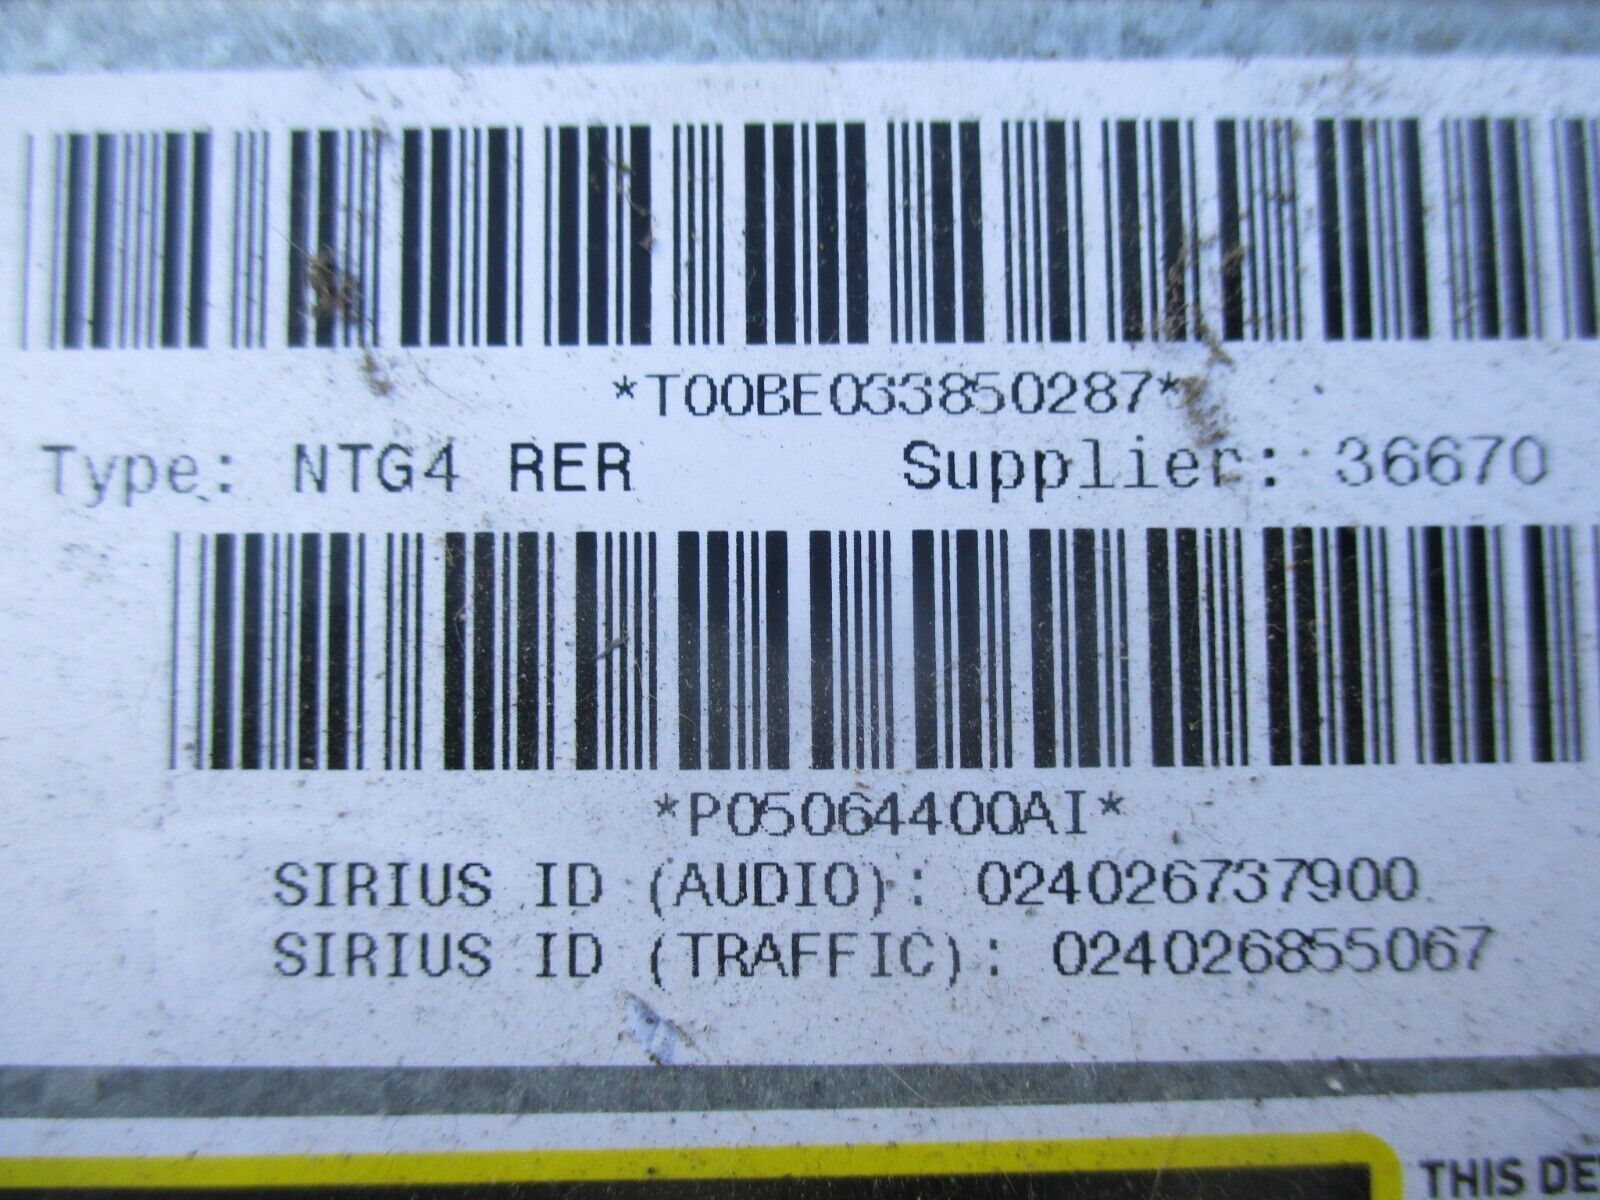 *T00BE033850287*
Type: NTG4 RER Supplier: 36670
*P05064400AI*
SIRIUS ID (AUDIO): 024026737900
SIRIUS ID (TRAFFIC): 024026855067
THIS DE